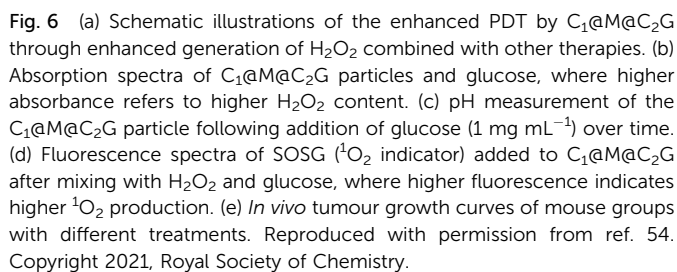 Fig. 6 (a) Schematic illustrations of the enhanced PDT by C₁@M@C₂G
through enhanced generation of H₂O₂ combined with other therapies. (b)
Absorption spectra of C₁@M@C₂G particles and glucose, where higher
absorbance refers to higher H₂O₂ content. (c) pH measurement of the
C₁@M@C₂G particle following addition of glucose (1 mg mL⁻¹) over time.
(d) Fluorescence spectra of SOSG (¹O₂ indicator) added to C₁@M@C₂G
after mixing with H₂O₂ and glucose, where higher fluorescence indicates
higher ¹O₂ production. (e) In vivo tumour growth curves of mouse groups
with different treatments. Reproduced with permission from ref. 54.
Copyright 2021, Royal Society of Chemistry.